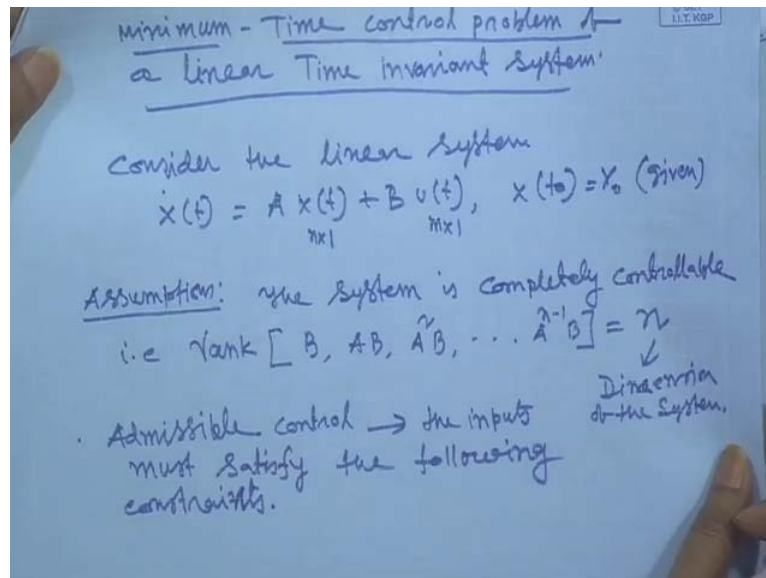 I.I.T. KGP
Minimum - Time control problem of
a linear Time invariant system.
Consider the linear system
ẋ(t) = A x(t) + B u(t), x(t₀) = X₀ (given)
n×1 m×1
Assumption: The system is completely controllable
i.e rank [ B, AB, A²B, .... Aⁿ⁻¹B ] = n
↓
Dimension
of the System.
. Admissible control → the inputs
must satisfy the following
constraints.